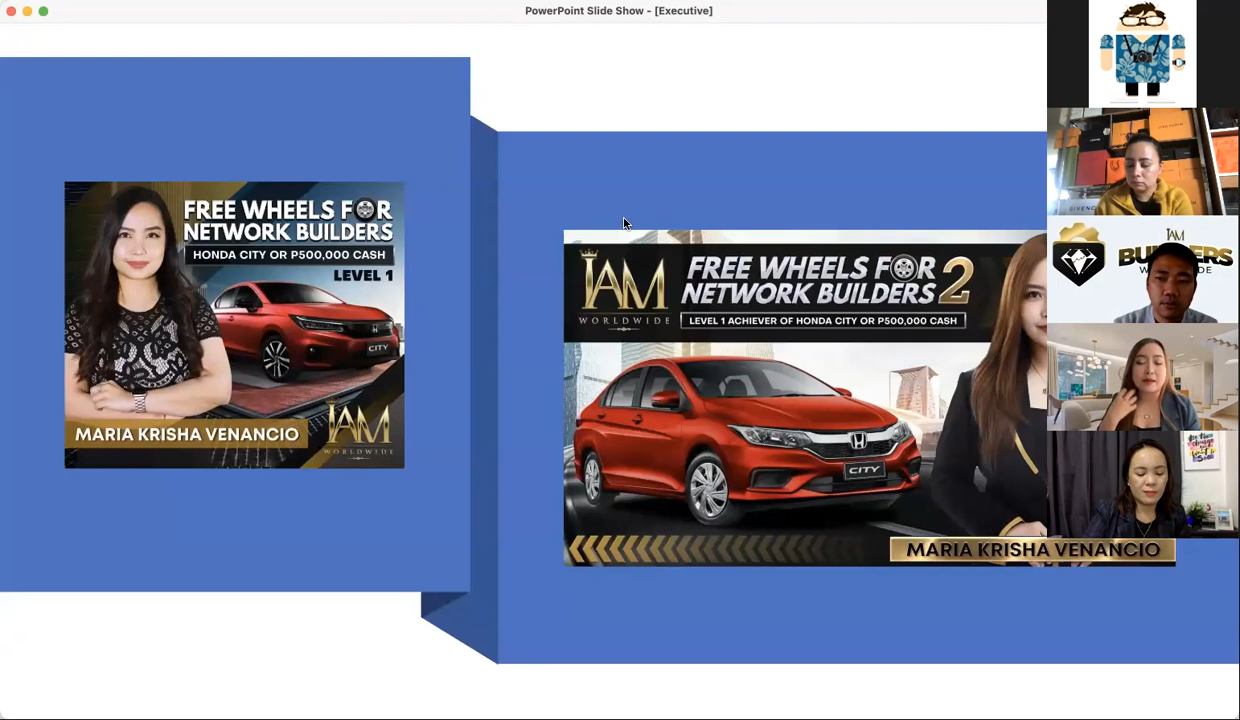 PowerPoint Slide Show - [Executive]
FREE WHEELS FOR
NETWORK BUILDERS
HONDA CITY OR P500,000 CASH
LEVEL 1
CITY
MARIA KRISHA VENANCIO
IAM
WORLDWIDE
IAM
WORLDWIDE
FREE WHEELS FOR
NETWORK BUILDERS 2
LEVEL 1 ACHIEVER OF HONDA CITY OR P500,000 CASH
CITY
MARIA KRISHA VENANCIO
GIVENCHY
IAM